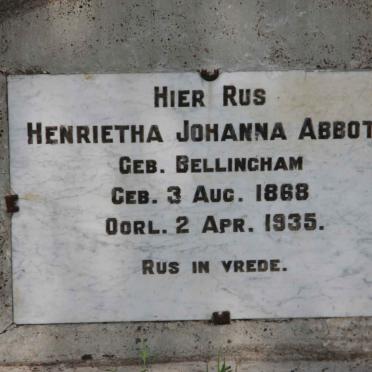 HIER RUS
HENRIETHA JOHANNA ABBOT
GEB. BELLINGHAM
GEB. 3 AUG. 1868
OORL. 2 APR. 1935.
RUS IN VREDE.